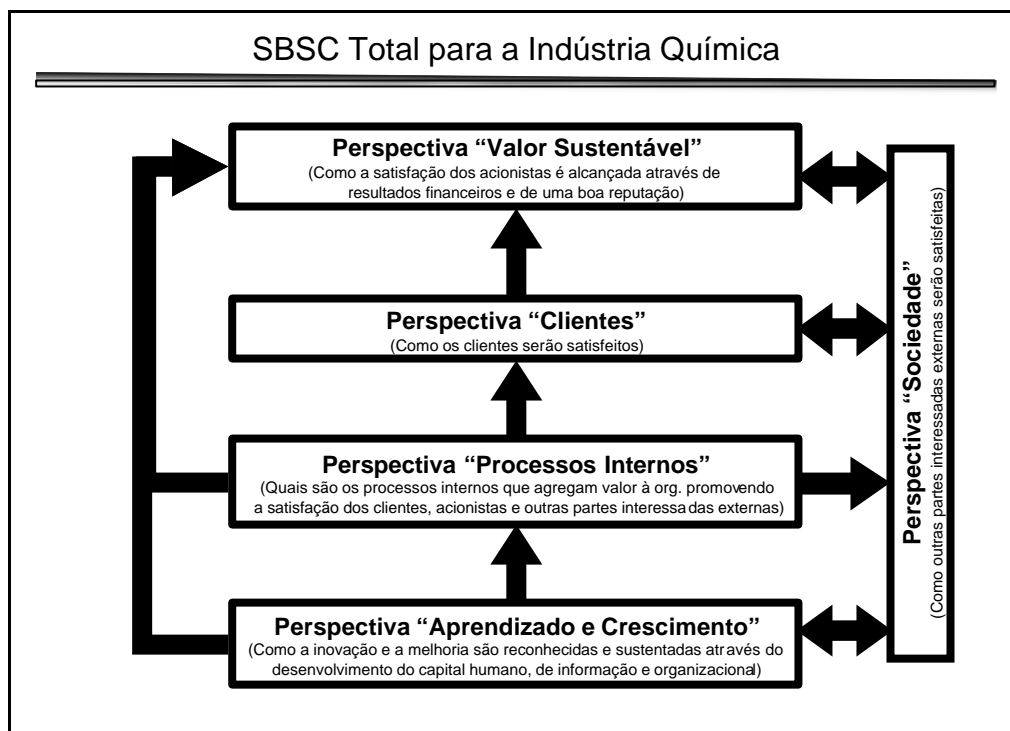 SBSC Total para a Indústria Química
Perspectiva “Valor Sustentável”
(Como a satisfação dos acionistas é alcançada através de
resultados financeiros e de uma boa reputação)
Perspectiva “Clientes”
(Como os clientes serão satisfeitos)
Perspectiva “Processos Internos”
(Quais são os processos internos que agregam valor à org. promovendo
a satisfação dos clientes, acionistas e outras partes interessadas externas)
Perspectiva “Aprendizado e Crescimento”
(Como a inovação e a melhoria são reconhecidas e sustentadas através do
desenvolvimento do capital humano, de informação e organizacional)
Perspectiva “Sociedade”
(Como outras partes interessadas externas serão satisfeitas)